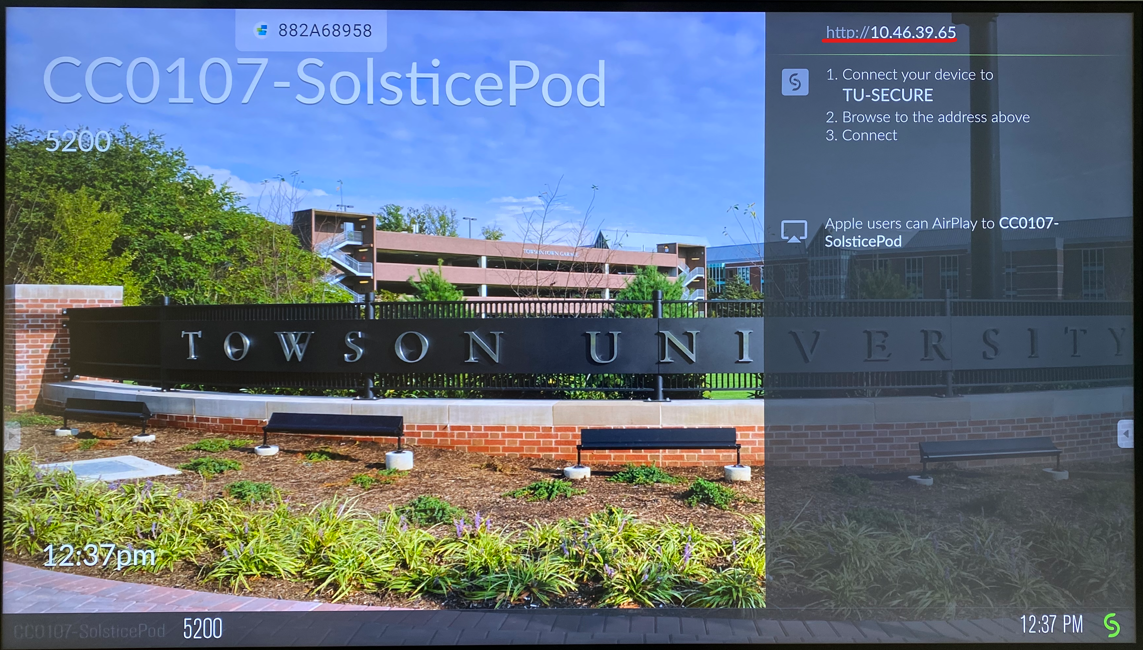 882A68958
CC0107-SolsticePod
5200
http://10.46.39.65
1. Connect your device to
TU-SECURE
2. Browse to the address above
3. Connect
Apple users can AirPlay to CC0107-
SolsticePod
TOWSON UNIVERSITY
12:37pm
CC0107-SolsticePod
5200
12:37 PM